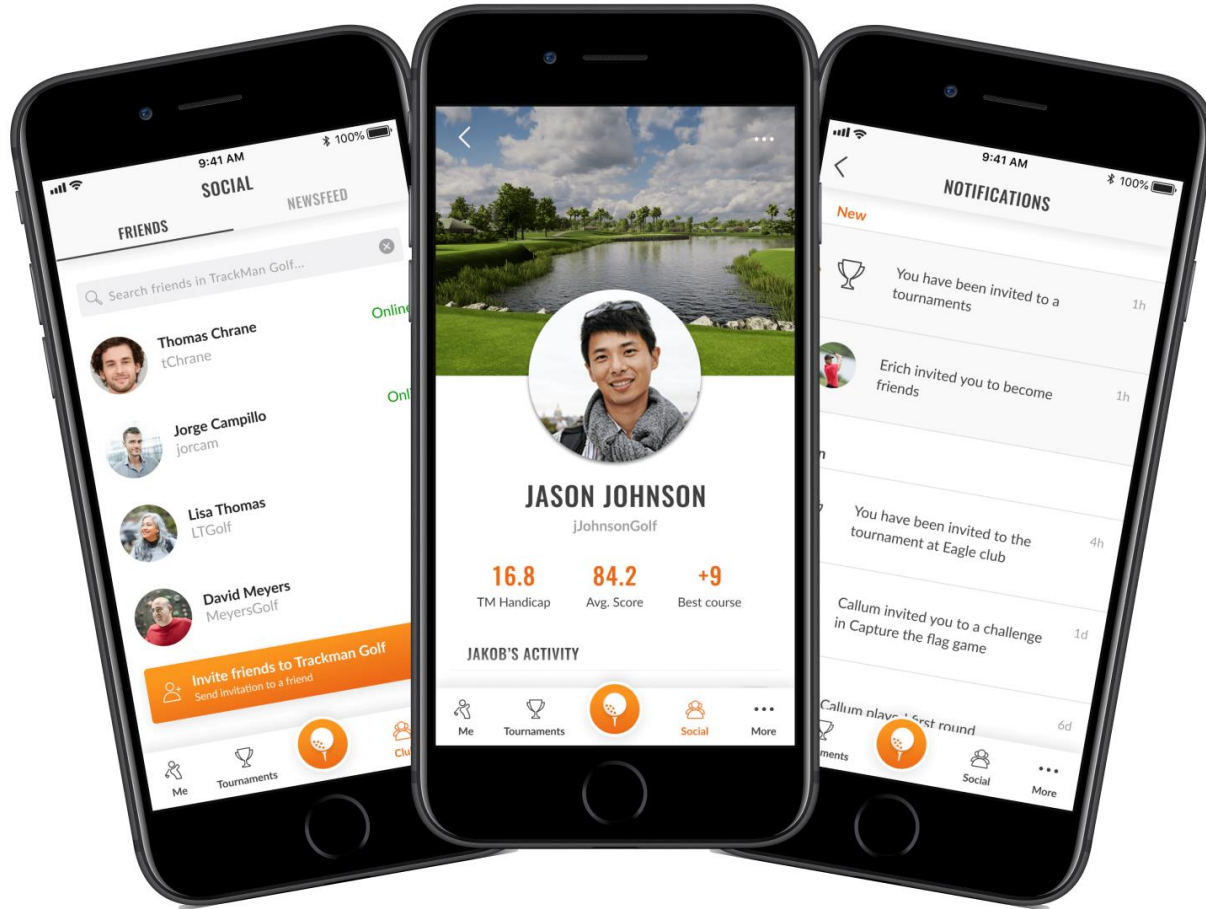 9:41 AM
100%
SOCIAL
FRIENDS
NEWSFEED
Search friends in TrackMan Golf...
Thomas Chrane
tChrane
Online
Jorge Campillo
jorcam
Lisa Thomas
LTGolf
David Meyers
MeyersGolf
Invite friends to Trackman Golf
Send invitation to a friend
Me
Tournaments
JASON JOHNSON
jJohnsonGolf
16.8
84.2
+9
TM Handicap
Avg. Score
Best course
JAKOB'S ACTIVITY
Me
Tournaments
Social
More
9:41 AM
100%
NOTIFICATIONS
New
You have been invited to a
tournaments
1h
Erich invited you to become
friends
1h
You have been invited to the
tournament at Eagle club
4h
Callum invited you to a challenge
in Capture the flag game
1d
Callum played first round
6d
Social
More